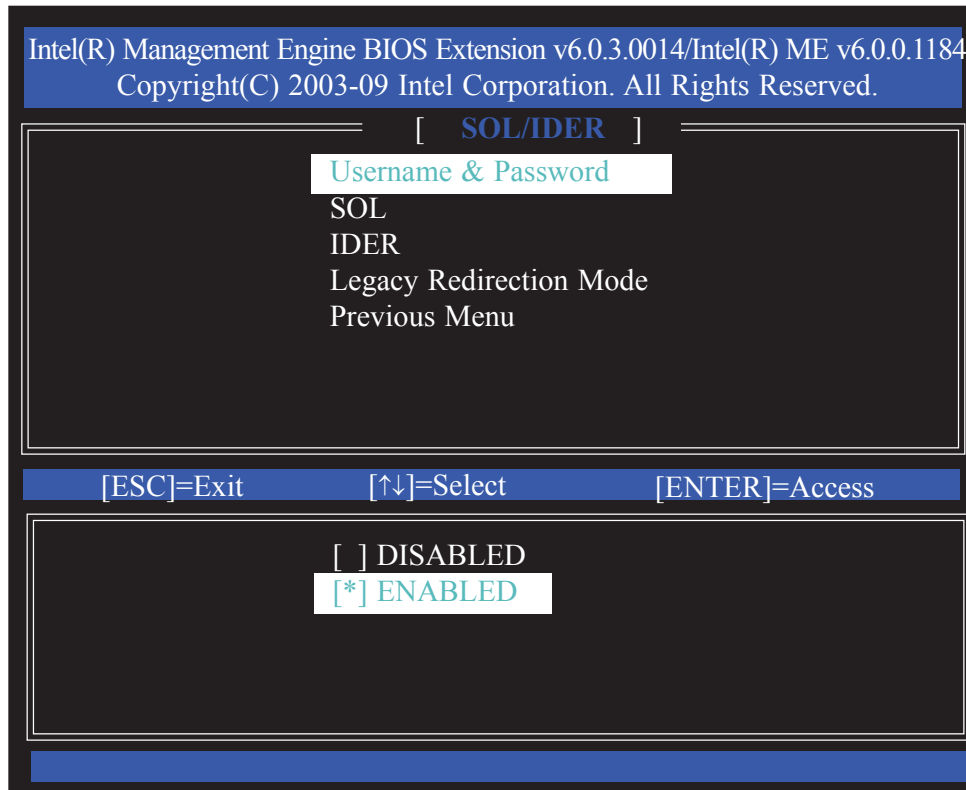 Intel(R) Management Engine BIOS Extension v6.0.3.0014/Intel(R) ME v6.0.0.1184
Copyright(C) 2003-09 Intel Corporation. All Rights Reserved.
[ SOL/IDER ]
Username & Password
SOL
IDER
Legacy Redirection Mode
Previous Menu
[ESC]=Exit [↑↓]=Select [ENTER]=Access
[ ] DISABLED
[*] ENABLED